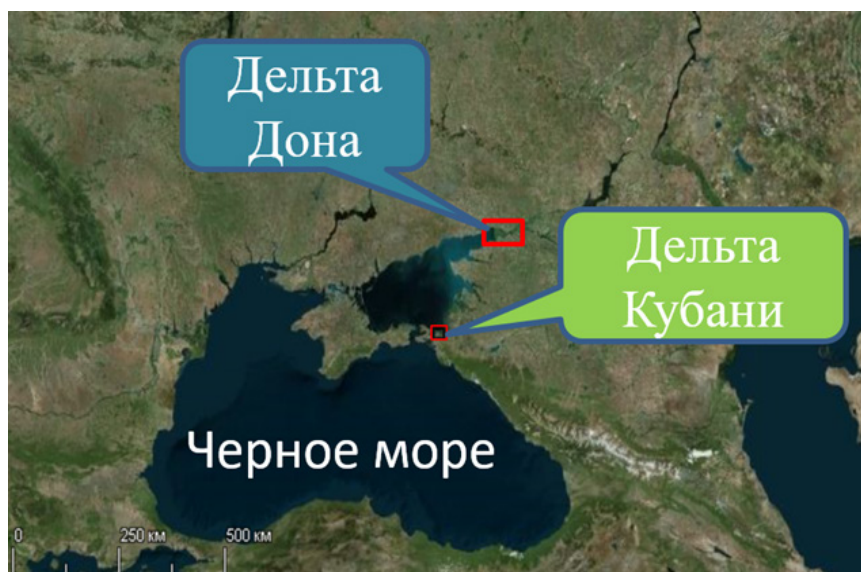 Дельта
Дона
Дельта
Кубани
Черное море
0 250 км 500 км